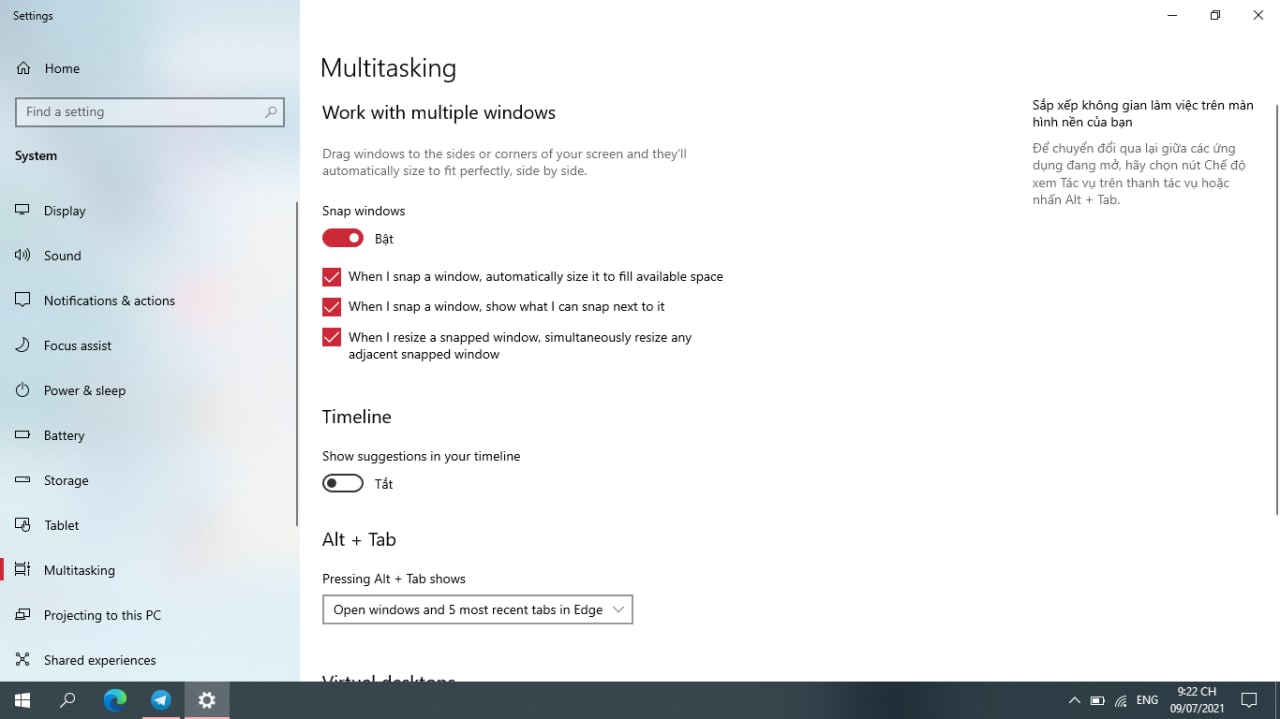 Settings
Home
Find a setting
System
Display
Sound
Notifications & actions
Focus assist
Power & sleep
Battery
Storage
Tablet
Multitasking
Projecting to this PC
Shared experiences
Multitasking
Work with multiple windows
Drag windows to the sides or corners of your screen and they'll
automatically size to fit perfectly, side by side.
Snap windows
Bật
When I snap a window, automatically size it to fill available space
When I snap a window, show what I can snap next to it
When I resize a snapped window, simultaneously resize any
adjacent snapped window
Timeline
Show suggestions in your timeline
Tắt
Alt + Tab
Pressing Alt + Tab shows
Open windows and 5 most recent tabs in Edge
Virtual desktops
Sắp xếp không gian làm việc trên màn
hình nền của bạn
Để chuyển đổi qua lại giữa các ứng
dụng đang mở, hãy chọn nút Chế độ
xem Tác vụ trên thanh tác vụ hoặc
nhấn Alt + Tab.
ENG
9:22 CH
09/07/2021